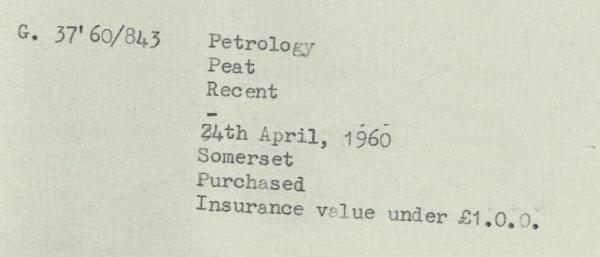 G. 37'60/843 Petrology
Peat
Recent
-
24th April, 1960
Somerset
Purchased
Insurance value under £1.0.0.